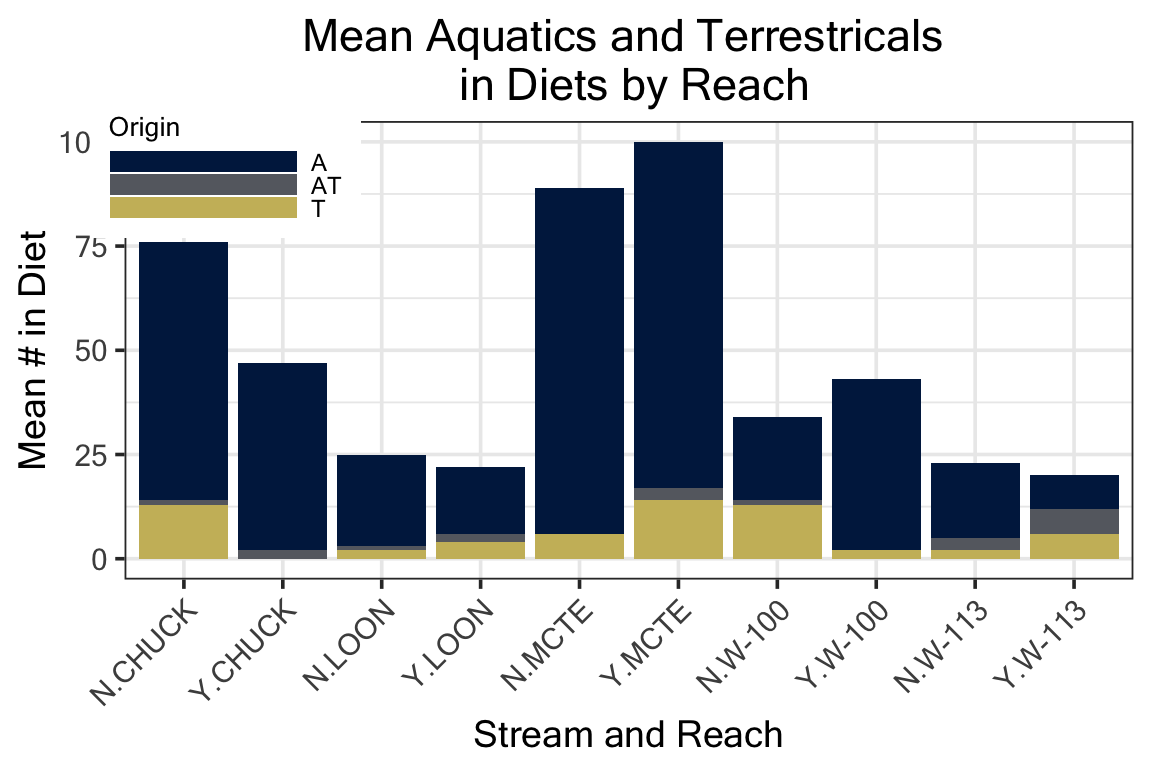 Mean Aquatics and Terrestricals
in Diets by Reach
Origin
A
AT
T
Mean # in Diet
10
75
50
25
0
N.CHUCK
Y.CHUCK
N.LOON
Y.LOON
N.MCTE
Y.MCTE
N.W-100
Y.W-100
N.W-113
Y.W-113
Stream and Reach